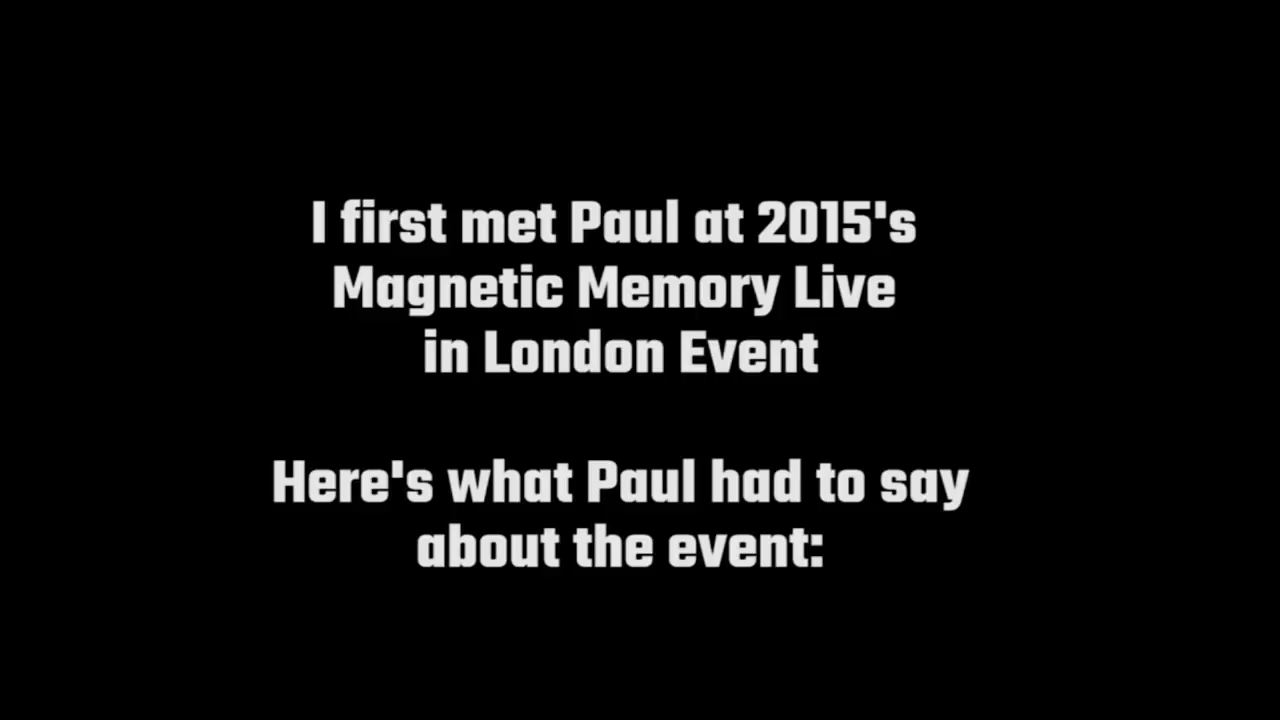 I first met Paul at 2015's
Magnetic Memory Live
in London Event
Here's what Paul had to say
about the event: